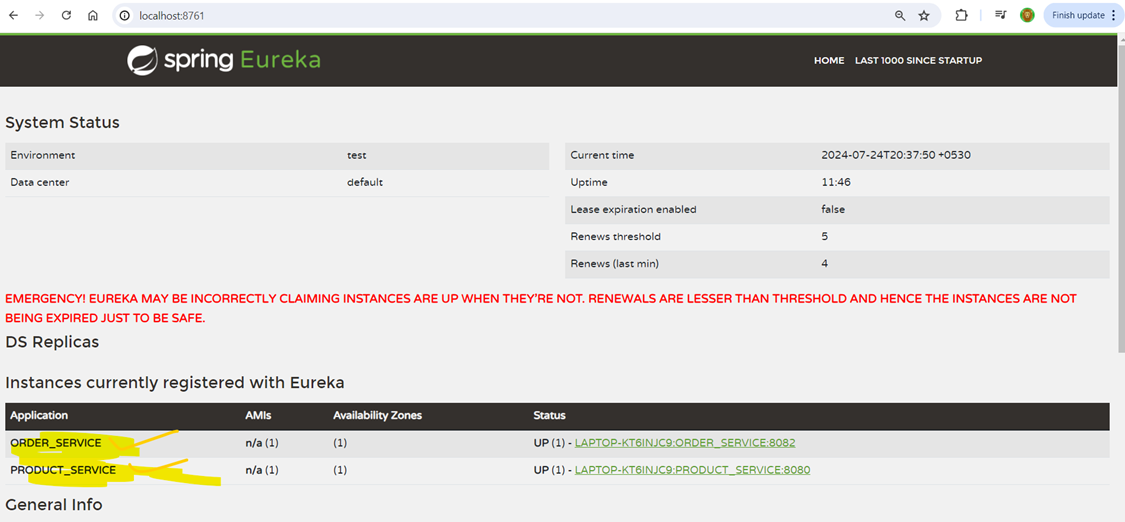 localhost:8761
Finish update
spring Eureka
HOME LAST 1000 SINCE STARTUP
System Status
Environment test
Current time 2024-07-24T20:37:50 +0530
Data center default
Uptime 11:46
Lease expiration enabled false
Renews threshold 5
Renews (last min) 4
EMERGENCY! EUREKA MAY BE INCORRECTLY CLAIMING INSTANCES ARE UP WHEN THEY'RE NOT. RENEWALS ARE LESSER THAN THRESHOLD AND HENCE THE INSTANCES ARE NOT
BEING EXPIRED JUST TO BE SAFE.
DS Replicas
Instances currently registered with Eureka
Application AMIs Availability Zones Status
ORDER_SERVICE n/a (1) (1) UP (1) - LAPTOP-KT6INJC9:ORDER_SERVICE:8082
PRODUCT_SERVICE n/a (1) (1) UP (1) - LAPTOP-KT6INJC9:PRODUCT_SERVICE:8080
General Info